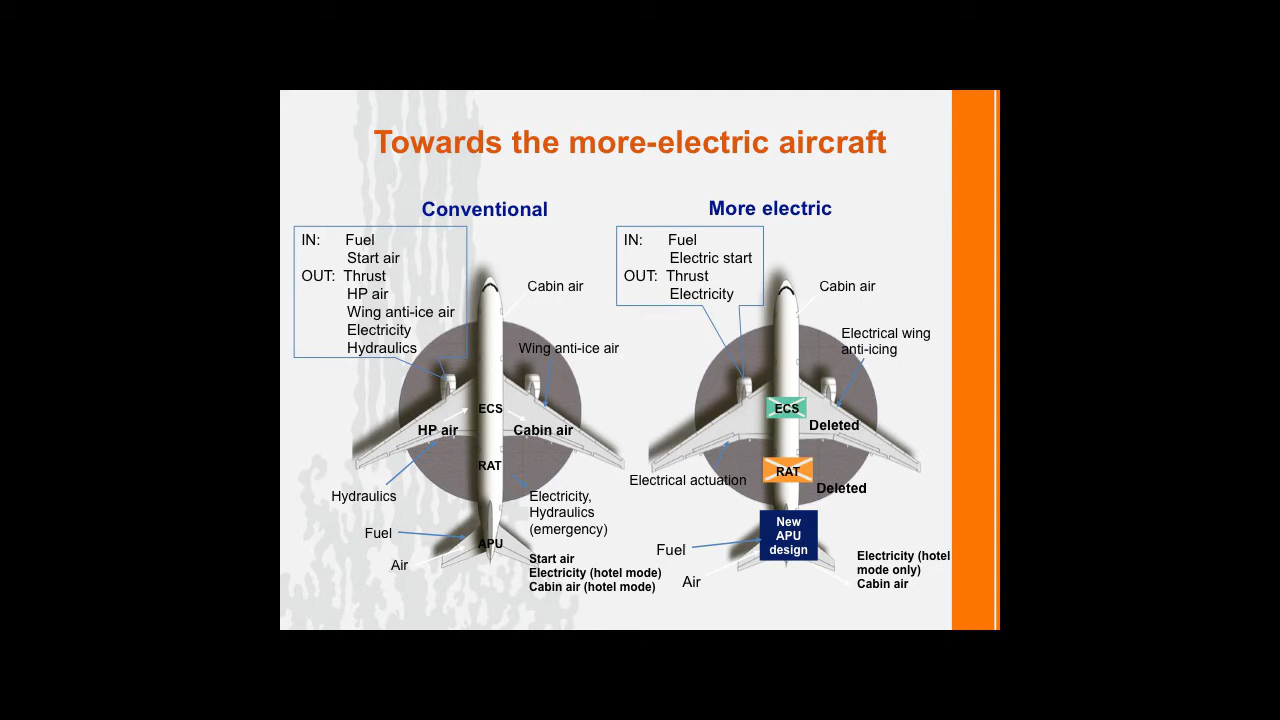 Towards the more-electric aircraft
Conventional
IN: Fuel
Start air
OUT: Thrust
HP air
Wing anti-ice air
Electricity
Hydraulics
Cabin air
Wing anti-ice air
ECS
HP air
Cabin air
RAT
Hydraulics
Electricity,
Hydraulics
(emergency)
Fuel
APU
Air
Start air
Electricity (hotel mode)
Cabin air (hotel mode)
More electric
IN: Fuel
Electric start
OUT: Thrust
Electricity
Cabin air
Electrical wing
anti-icing
ECS
Deleted
RAT
Electrical actuation
Deleted
New
APU
design
Fuel
Air
Electricity (hotel
mode only)
Cabin air